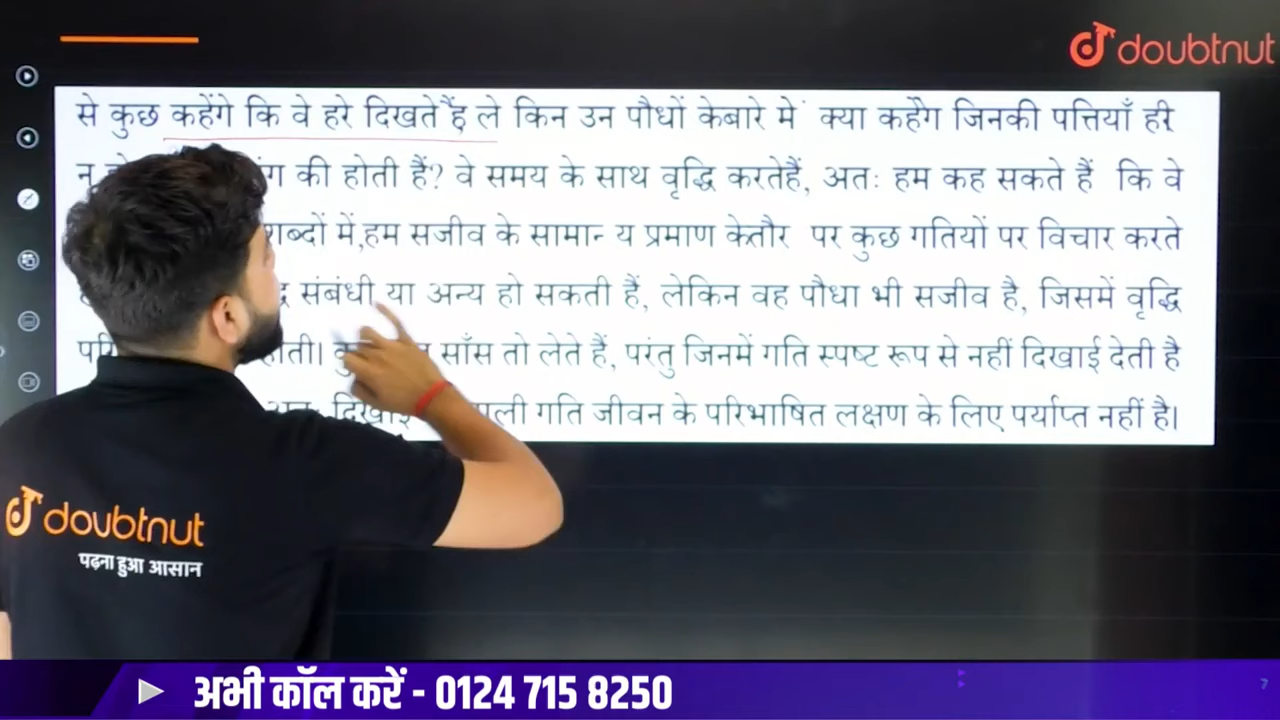 doubtnut
से कुछ कहेंगे कि वे हरे दिखते हैं ले किन उन पौधों केबारे में क्या कहेंगे जिनकी पत्तियाँ हरी
की होती हैं? वे समय के साथ वृद्धि करतेहैं, अतः हम कह सकते हैं कि वे
शब्दों में,हम सजीव के सामान्य प्रमाण केतौर पर कुछ गतियों पर विचार करते
संबंधी या अन्य हो सकती हैं, लेकिन वह पौधा भी सजीव है, जिसमें वृद्धि
साँस तो लेते हैं, परंतु जिनमें गति स्पष्ट रूप से नहीं दिखाई देती है
गति जीवन के परिभाषित लक्षण के लिए पर्याप्त नहीं है।
doubtnut
पढ़ना हुआ आसान
अभी कॉल करें - 0124 715 8250